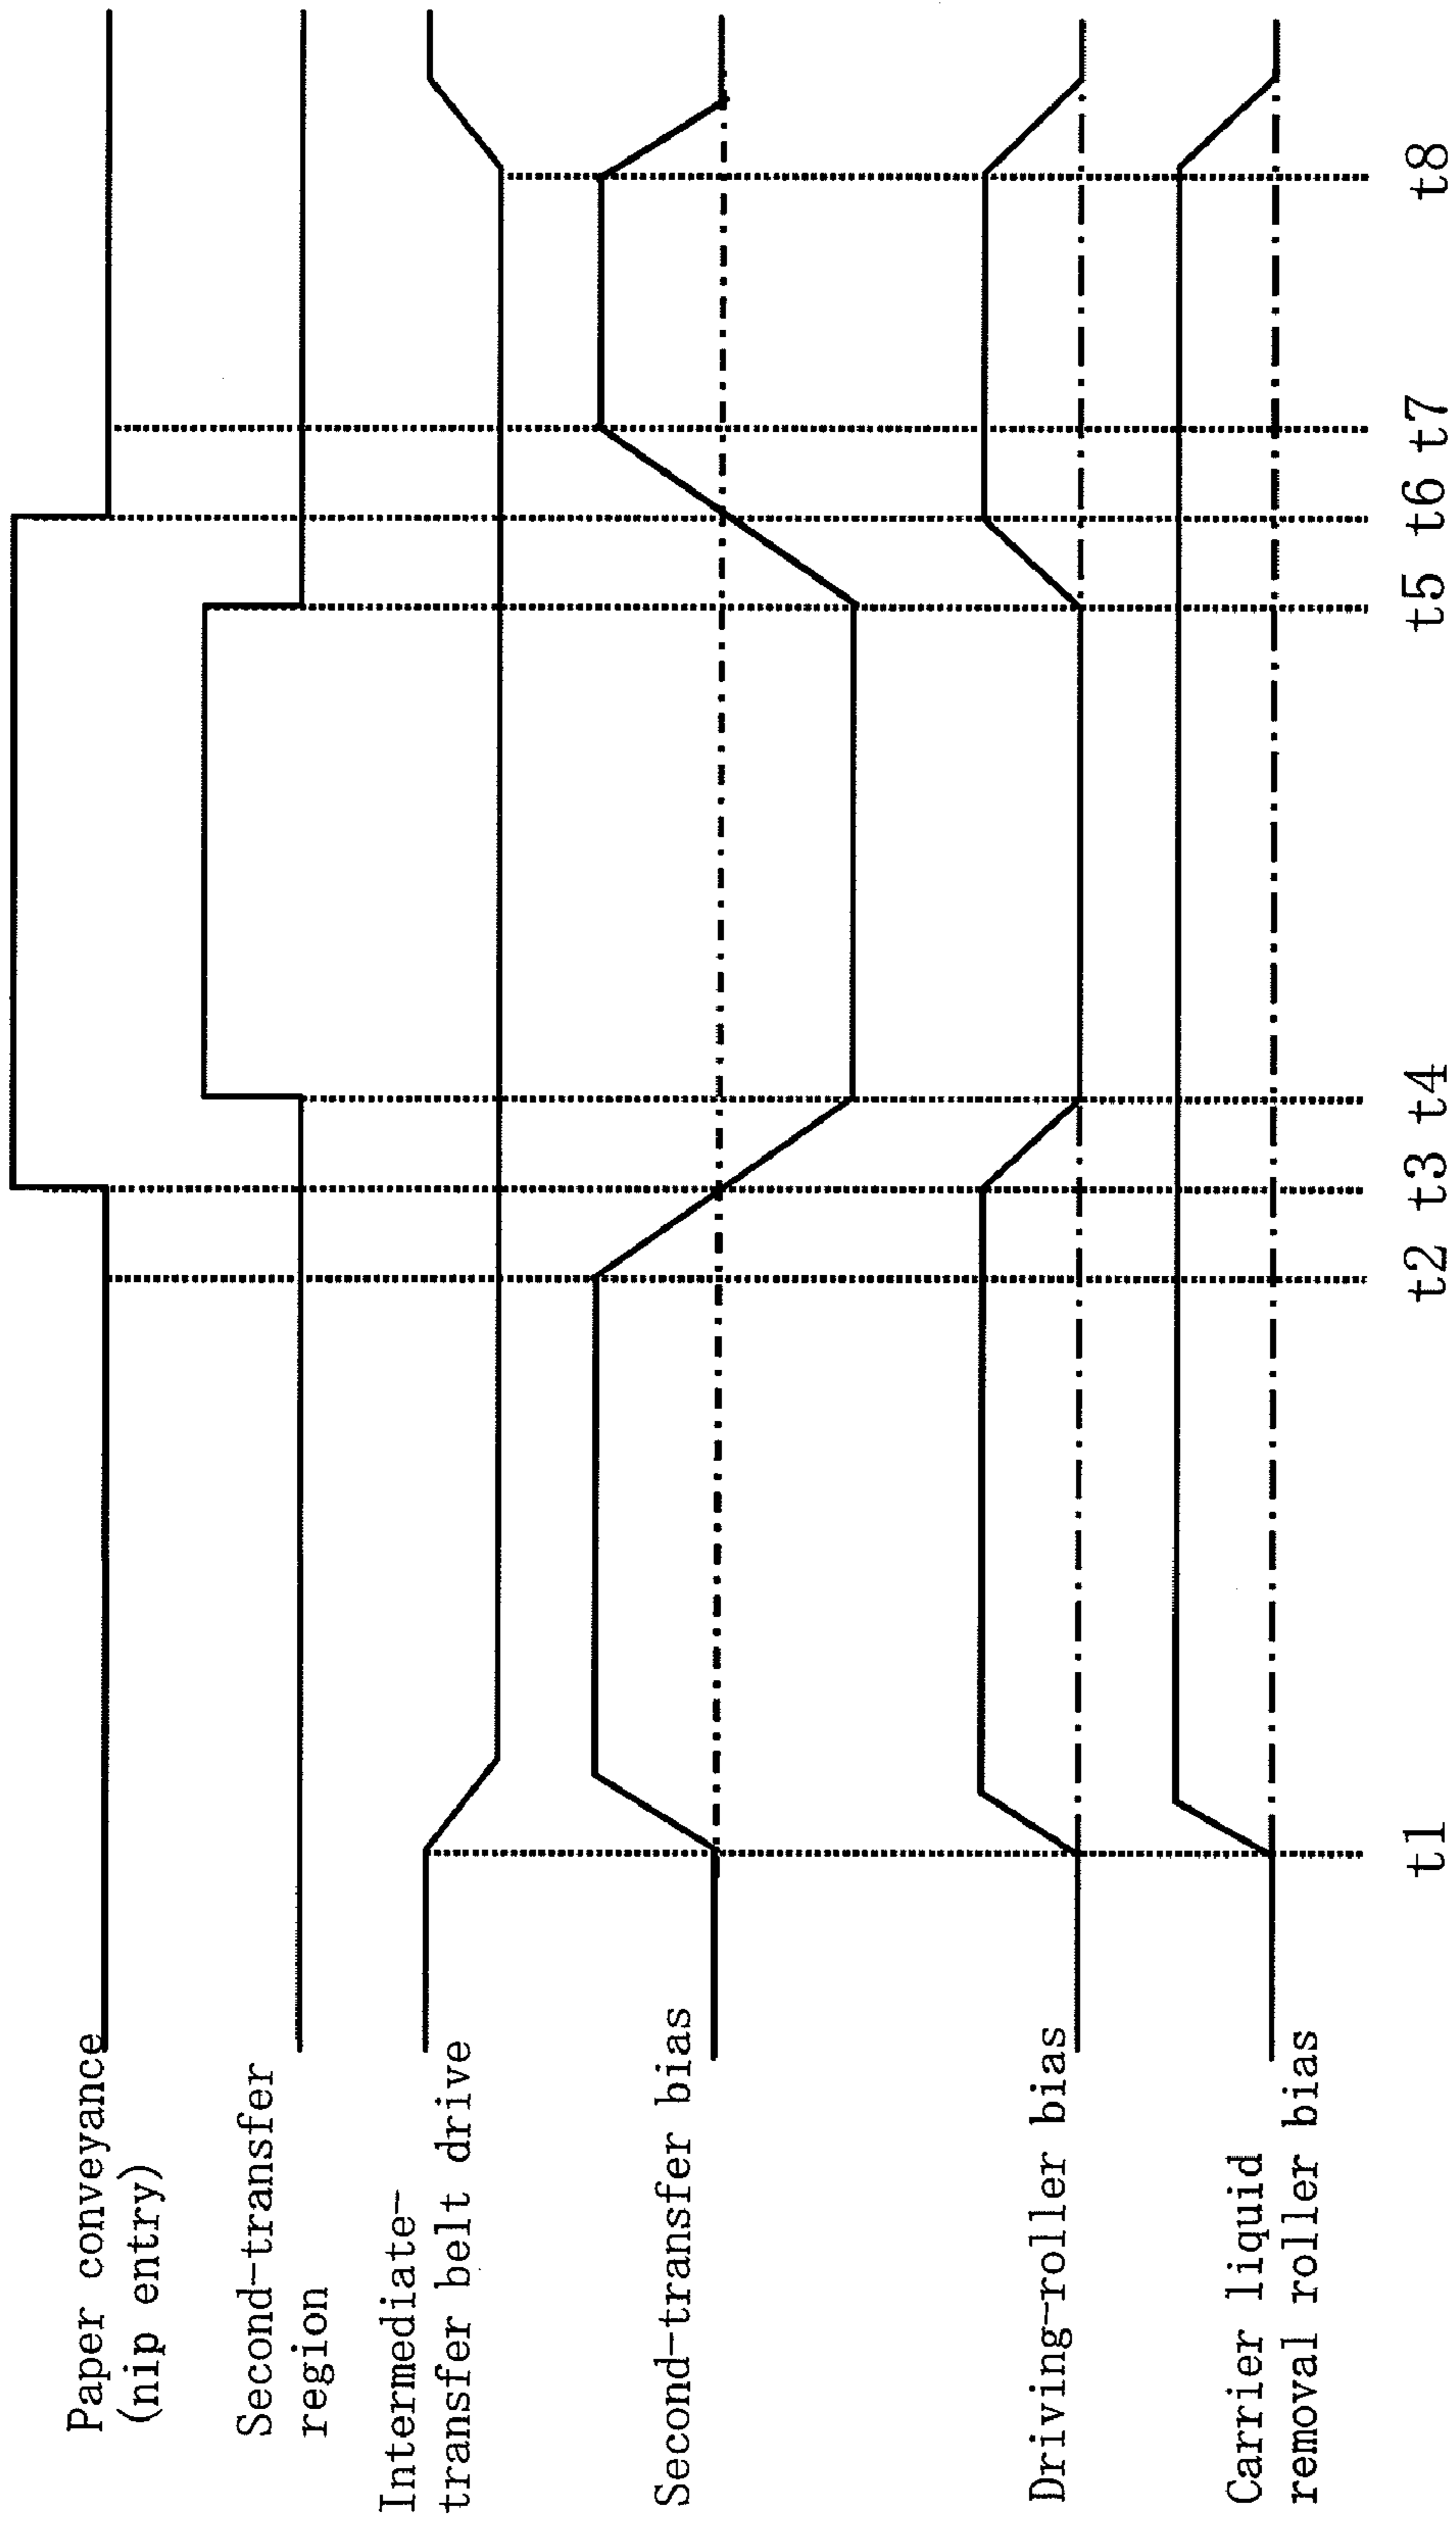 Paper conveyance
(nip entry)
Second-transfer
region
Intermediate-
transfer belt drive
Second-transfer bias
Driving-roller bias
Carrier liquid
removal roller bias
t1 t2 t3 t4 t5 t6 t7 t8